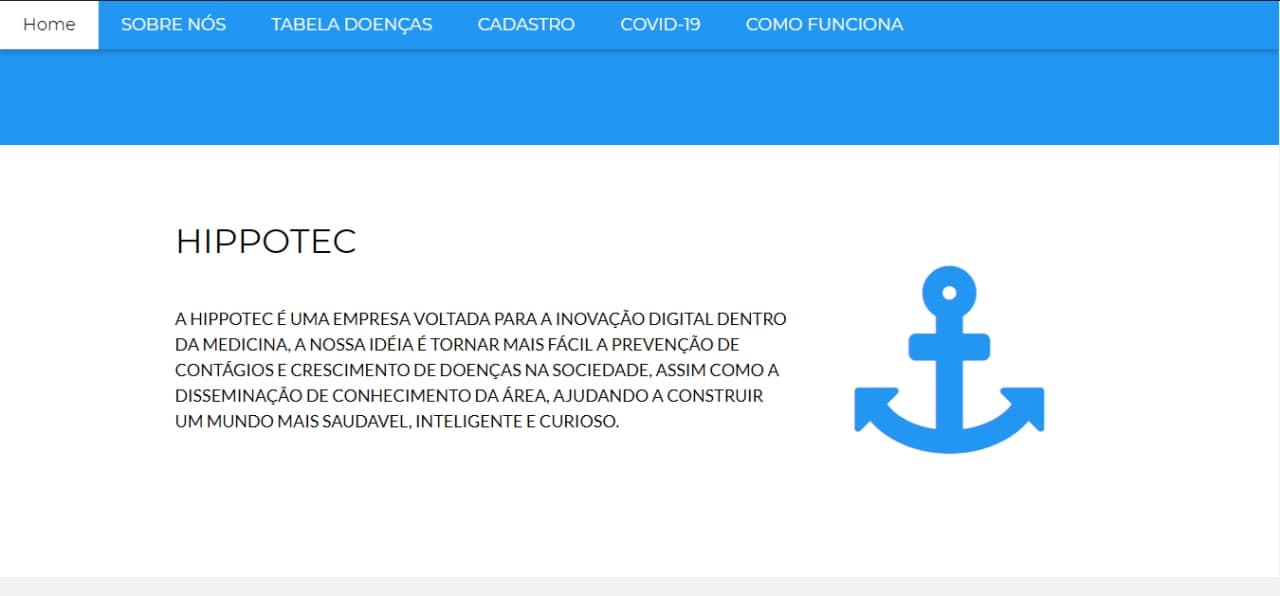 Home SOBRE NÓS TABELA DOENÇAS CADASTRO COVID-19 COMO FUNCIONA
HIPPOTEC
A HIPPOTEC É UMA EMPRESA VOLTADA PARA A INOVAÇÃO DIGITAL DENTRO
DA MEDICINA, A NOSSA IDÉIA É TORNAR MAIS FÁCIL A PREVENÇÃO DE
CONTÁGIOS E CRESCIMENTO DE DOENÇAS NA SOCIEDADE, ASSIM COMO A
DISSEMINAÇÃO DE CONHECIMENTO DA ÁREA, AJUDANDO A CONSTRUIR
UM MUNDO MAIS SAUDAVEL, INTELIGENTE E CURIOSO.